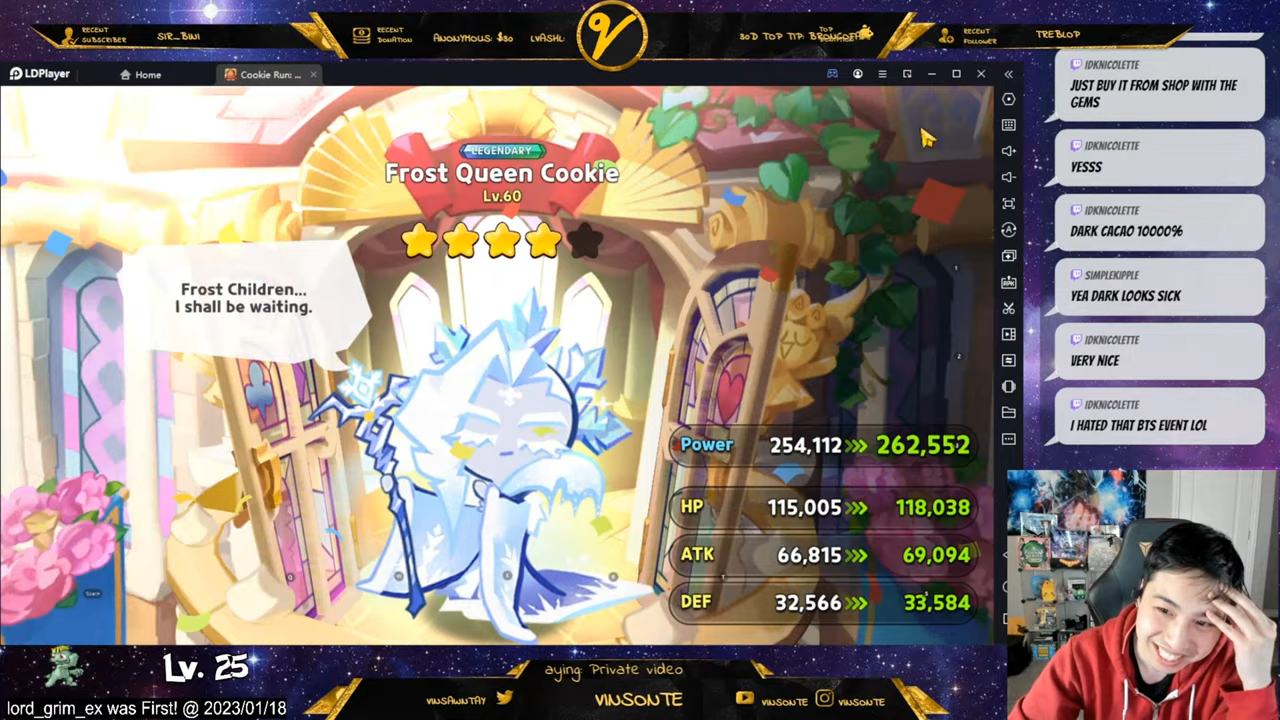 RECENT
SUBSCRIBER
SIR_BINI
RECENT
DONATION
ANONYMOUS: $30
LVASHL:
30D TOP TIP:
TOP
RECENT
FOLLOWER
TREBLOP
LDPlayer
Home
Cookie Run: ...
LEGENDARY
Frost Queen Cookie
Lv.60
Frost Children...
I shall be waiting.
Power 254,112 >>> 262,552
HP 115,005 >>> 118,038
ATK 66,815 >>> 69,094
DEF 32,566 >>> 33,584
IDKNICOLETTE
JUST BUY IT FROM SHOP WITH THE
GEMS
IDKNICOLETTE
YESSS
IDKNICOLETTE
DARK CACAO 10000%
SIMPLEKIPPLE
YEA DARK LOOKS SICK
IDKNICOLETTE
VERY NICE
IDKNICOLETTE
I HATED THAT BTS EVENT LOL
Lv. 25
lord_grim_ex was First! @ 2023/01/18
aying: Private video
VINSAWNTAY
VINSONTE
VINSONTE
VINSONTE